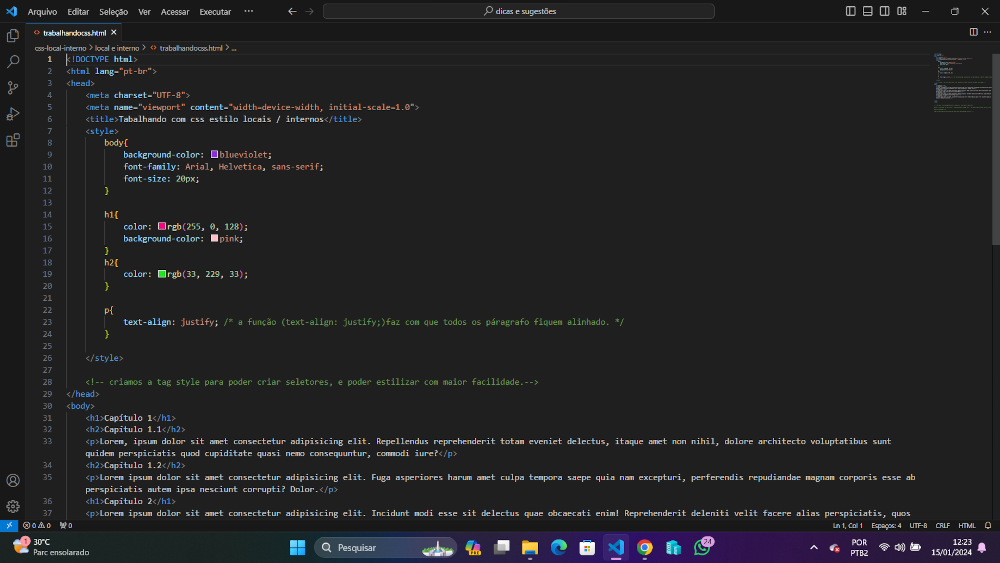 Arquivo Editar Seleção Ver Acessar Executar ···
dicas e sugestões
trabalhandocss.html
css-local-interno > local e interno > trabalhandocss.html > ...
1 <!DOCTYPE html>
2 <html lang="pt-br">
3 <head>
4 <meta charset="UTF-8">
5 <meta name="viewport" content="width=device-width, initial-scale=1.0">
6 <title>Tabalhando com css estilo locais / internos</title>
7 <style>
8 body{
9 background-color: blueviolet;
10 font-family: Arial, Helvetica, sans-serif;
11 font-size: 20px;
12 }
13
14 h1{
15 color: rgb(255, 0, 128);
16 background-color: pink;
17 }
18 h2{
19 color: rgb(33, 229, 33);
20 }
21
22 p{
23 text-align: justify; /* a função (text-align: justify;)faz com que todos os páragrafo fiquem alinhado. */
24 }
25
26 </style>
27
28 <!-- criamos a tag style para poder criar seletores, e poder estilizar com maior facilidade.-->
29 </head>
30 <body>
31 <h1>Capítulo 1</h1>
32 <h2>Capitulo 1.1</h2>
33 <p>Lorem, ipsum dolor sit amet consectetur adipisicing elit. Repellendus reprehenderit totam eveniet delectus, itaque amet non nihil, dolore architecto voluptatibus sunt
quidem perspiciatis quod cupiditate quasi nemo consequuntur, commodi iure?</p>
34 <h2>Capitulo 1.2</h2>
35 <p>Lorem ipsum dolor sit amet consectetur adipisicing elit. Fuga asperiores harum amet culpa tempora saepe quia nam excepturi, perferendis repudiandae magnam corporis esse ab
perspiciatis autem ipsa nesciunt corrupti? Dolor.</p>
36 <h1>Capitulo 2</h1>
37 <p>Lorem ipsum dolor sit amet consectetur adipisicing elit. Incidunt modi esse sit delectus quae obcaecati enim! Reprehenderit deleniti velit facere alias perspiciatis, quos
0 0 0 Ln 1, Col 1 Espaços: 4 UTF-8 CRLF HTML
1 30°C
Parc ensolarado
Pesquisar
24
POR
PTB2
12:23
15/01/2024